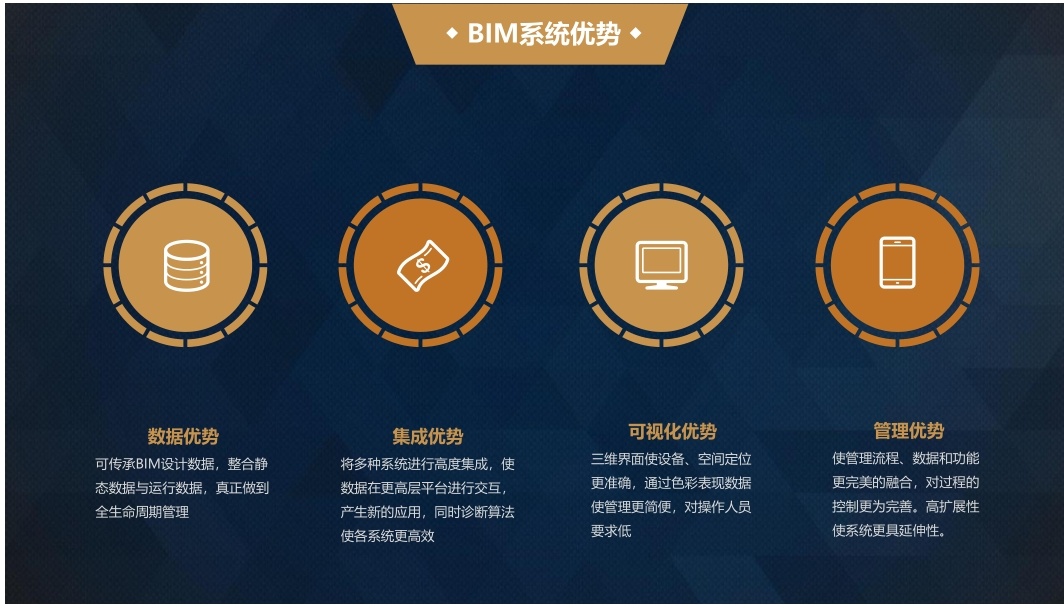 BIM系统优势
数据优势
可传承BIM设计数据，整合静
态数据与运行数据，真正做到
全生命周期管理
集成优势
将多种系统进行高度集成，使
数据在更高层平台进行交互，
产生新的应用，同时诊断算法
使各系统更高效
可视化优势
三维界面使设备、空间定位
更准确，通过色彩表现数据
使管理更简便，对操作人员
要求低
管理优势
使管理流程、数据和功能
更完美的融合，对过程的
控制更为完善。高扩展性
使系统更具延伸性。